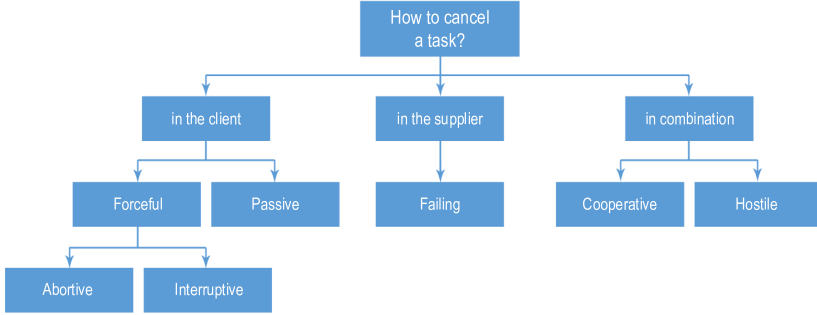 How to cancel
a task?
in the client
in the supplier
in combination
Forceful
Passive
Failing
Cooperative
Hostile
Abortive
Interruptive